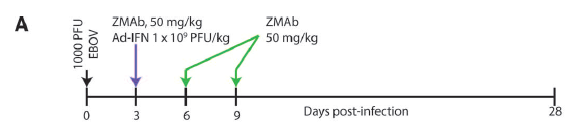 A
1000 PFU
EBOV
ZMAb, 50 mg/kg
Ad-IFN 1 x 10⁹ PFU/kg
ZMAb
50 mg/kg
0
3
6
9
Days post-infection
28